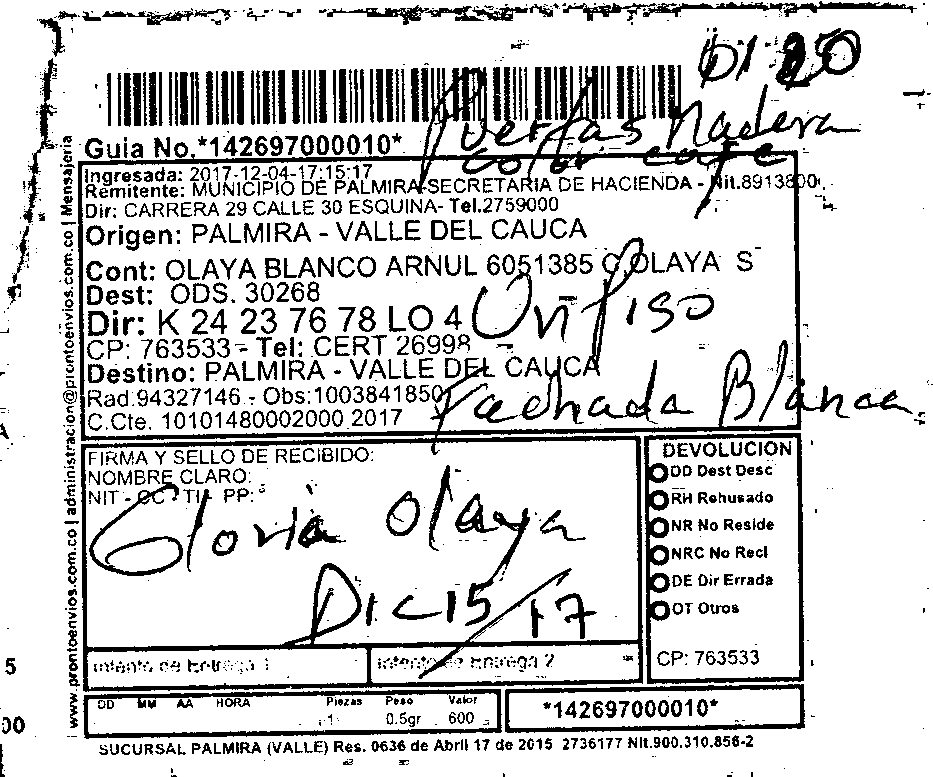 DI 20
Puertas Madera
color cafe
Guia No.*142697000010*
Ingresada: 2017-12-04-17:15:17
Remitente: MUNICIPIO DE PALMIRA-SECRETARIA DE HACIENDA - Nit.8913800
Dir: CARRERA 29 CALLE 30 ESQUINA- Tel.2759000
Origen: PALMIRA - VALLE DEL CAUCA
Cont: OLAYA BLANCO ARNUL 6051385 C,OLAYA S
Dest: ODS. 30268
Dir: K 24 23 76 78 LO 4
Un Piso
CP: 763533 - Tel: CERT 26998
Destino: PALMIRA - VALLE DEL CAUCA
Rad:94327146 - Obs:1003841850
Fachada Blanca
C.Cte. 10101480002000 2017
FIRMA Y SELLO DE RECIBIDO:
NOMBRE CLARO:
NIT - CC - TI - PP:
Gloria Olaya
DIC 15/17
DEVOLUCION
DD Dest Desc
RH Rehusado
NR No Reside
NRC No Recl
DE Dir Errada
OT Otros
CP: 763533
Intento de Entrega 1
Intento de Entrega 2
DD MM AA HORA
Piezas Peso Valor
1 0.5gr 600
*142697000010*
SUCURSAL PALMIRA (VALLE) Res. 0636 de Abril 17 de 2015 2736177 Nit.900.310.856-2
www.prontoenvios.com.co | administracion@prontoenvios.com.co | Mensajeria
5
00